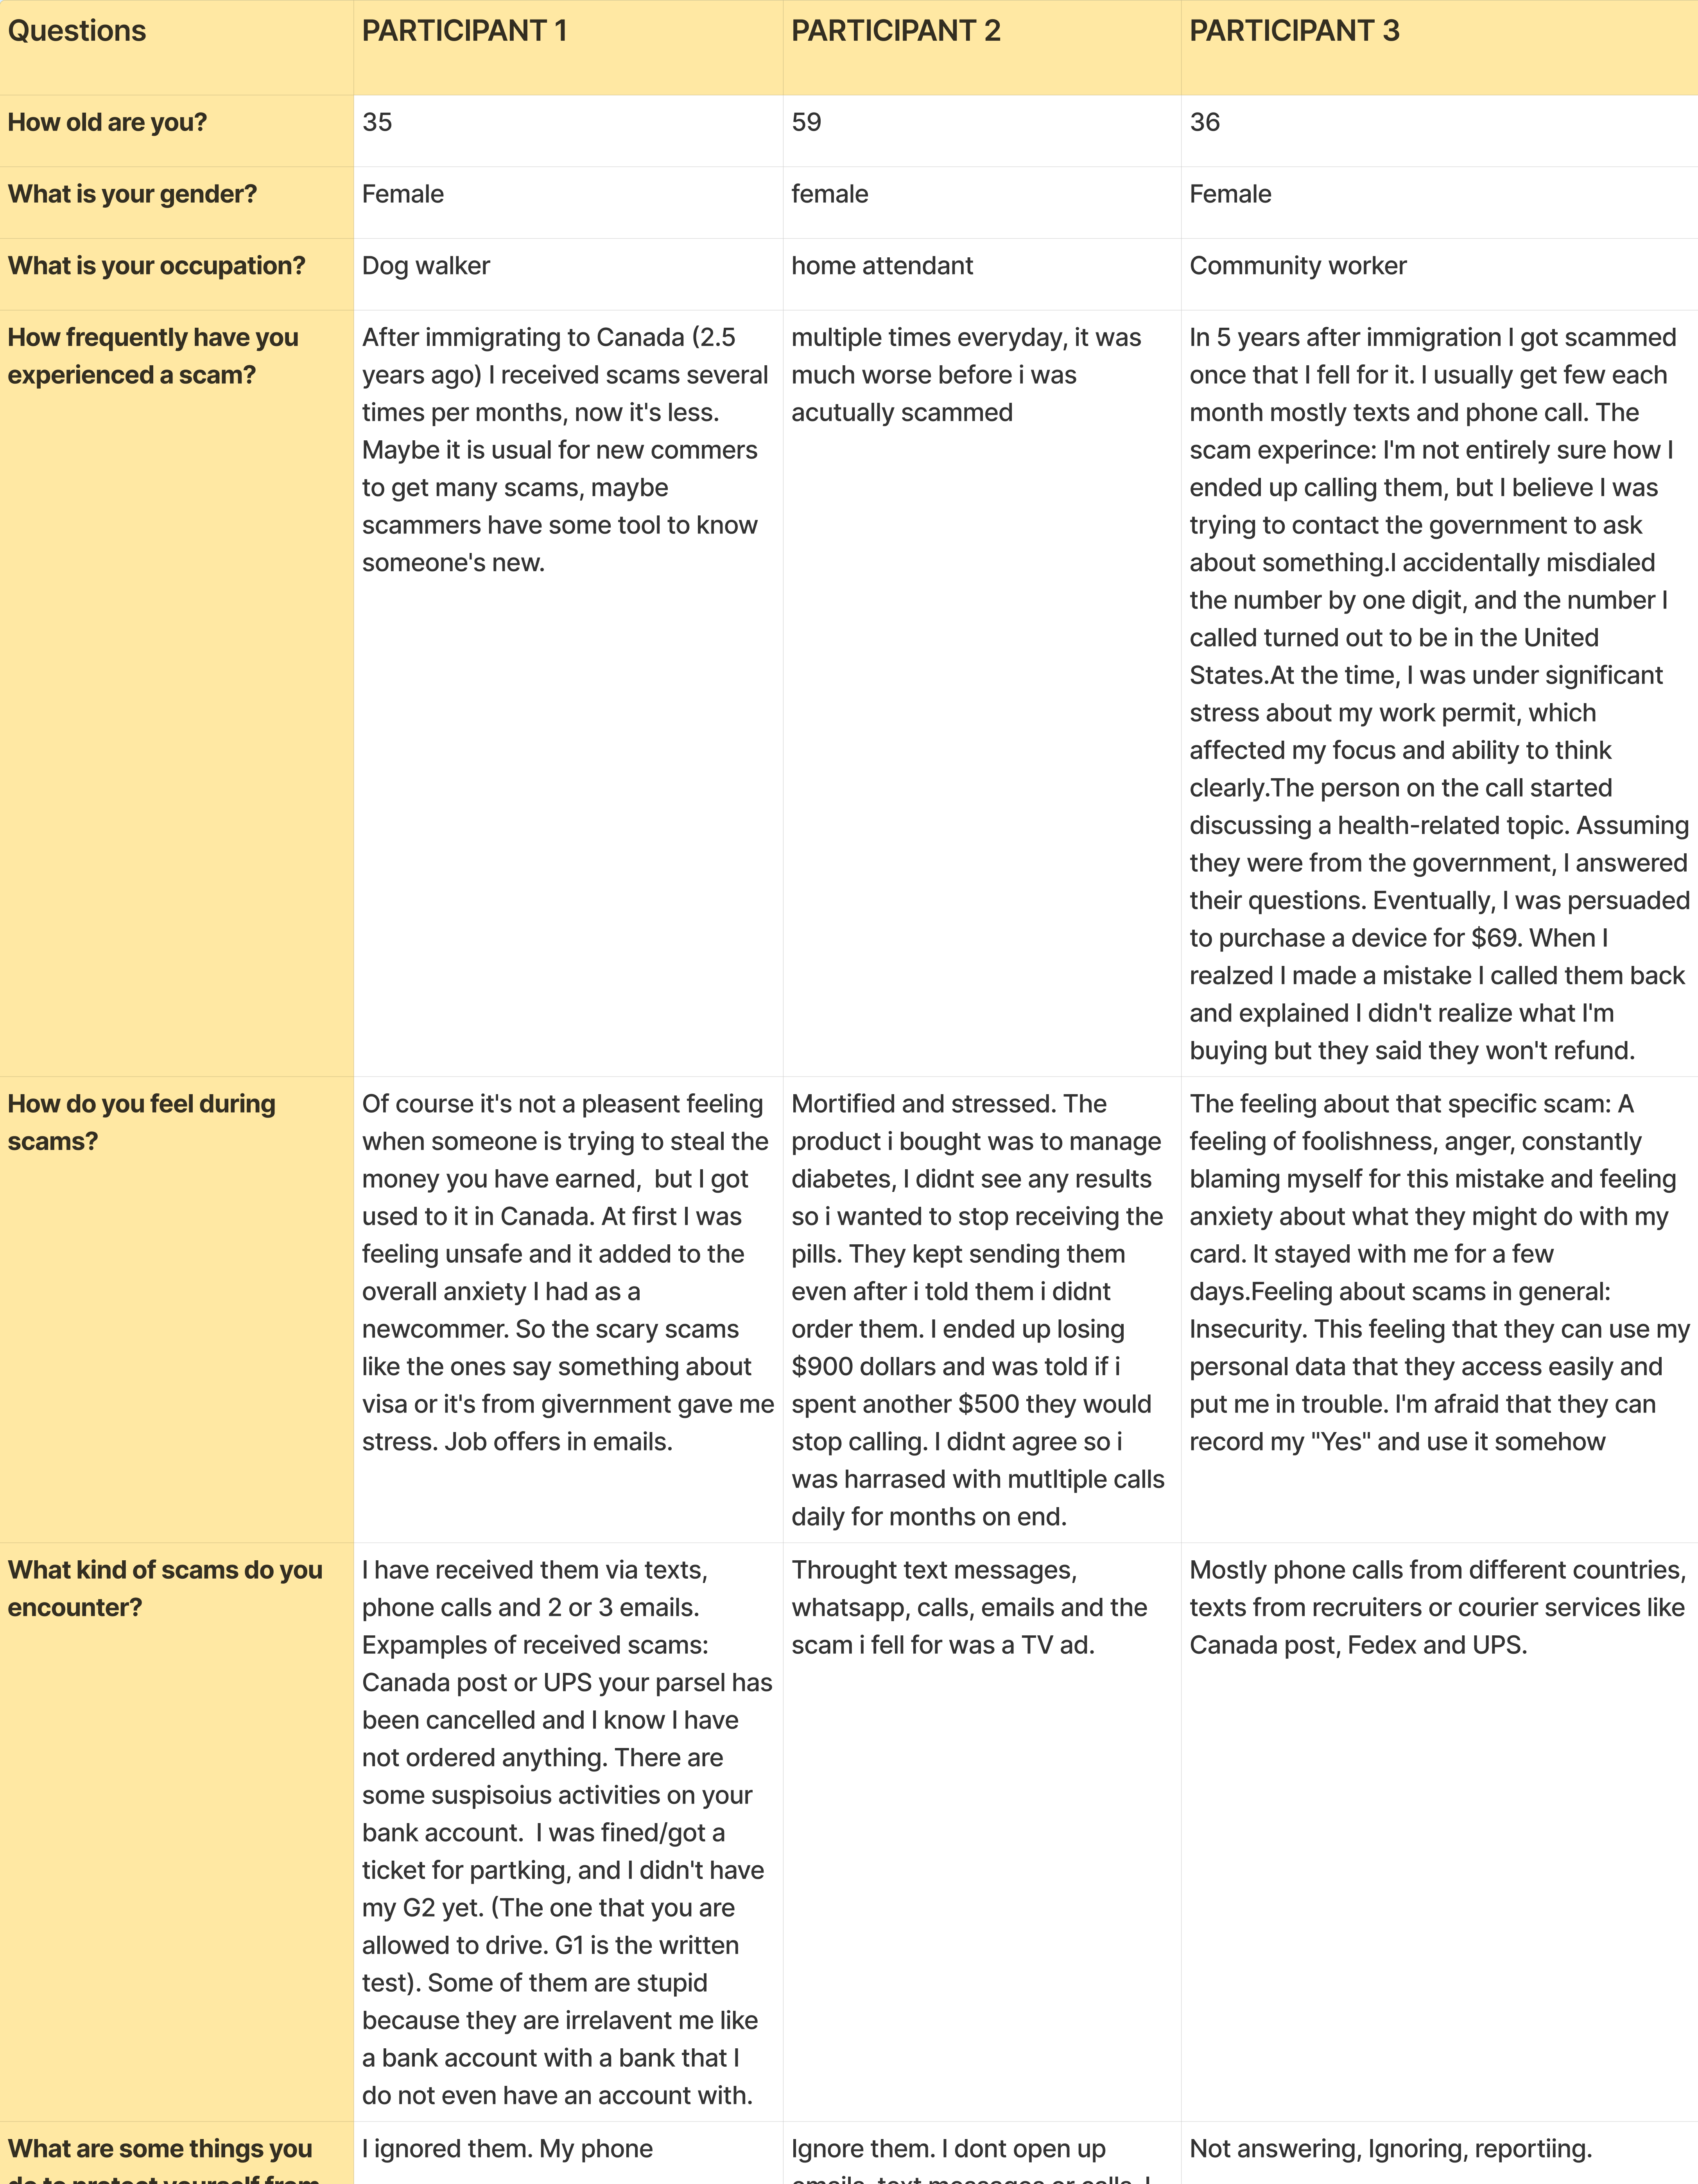 Questions
PARTICIPANT 1
PARTICIPANT 2
PARTICIPANT 3
How old are you?
35
59
36
What is your gender?
Female
female
Female
What is your occupation?
Dog walker
home attendant
Community worker
How frequently have you
experienced a scam?
After immigrating to Canada (2.5
years ago) I received scams several
times per months, now it's less.
Maybe it is usual for new commers
to get many scams, maybe
scammers have some tool to know
someone's new.
multiple times everyday, it was
much worse before i was
acutually scammed
In 5 years after immigration I got scammed
once that I fell for it. I usually get few each
month mostly texts and phone call. The
scam experince: I'm not entirely sure how I
ended up calling them, but I believe I was
trying to contact the government to ask
about something.I accidentally misdialed
the number by one digit, and the number I
called turned out to be in the United
States.At the time, I was under significant
stress about my work permit, which
affected my focus and ability to think
clearly.The person on the call started
discussing a health-related topic. Assuming
they were from the government, I answered
their questions. Eventually, I was persuaded
to purchase a device for $69. When I
realzed I made a mistake I called them back
and explained I didn't realize what I'm
buying but they said they won't refund.
How do you feel during
scams?
Of course it's not a pleasent feeling
when someone is trying to steal the
money you have earned,  but I got
used to it in Canada. At first I was
feeling unsafe and it added to the
overall anxiety I had as a
newcommer. So the scary scams
like the ones say something about
visa or it's from givernment gave me
stress. Job offers in emails.
Mortified and stressed. The
product i bought was to manage
diabetes, I didnt see any results
so i wanted to stop receiving the
pills. They kept sending them
even after i told them i didnt
order them. I ended up losing
$900 dollars and was told if i
spent another $500 they would
stop calling. I didnt agree so i
was harrased with mutltiple calls
daily for months on end.
The feeling about that specific scam: A
feeling of foolishness, anger, constantly
blaming myself for this mistake and feeling
anxiety about what they might do with my
card. It stayed with me for a few
days.Feeling about scams in general:
Insecurity. This feeling that they can use my
personal data that they access easily and
put me in trouble. I'm afraid that they can
record my "Yes" and use it somehow
What kind of scams do you
encounter?
I have received them via texts,
phone calls and 2 or 3 emails.
Expamples of received scams:
Canada post or UPS your parsel has
been cancelled and I know I have
not ordered anything. There are
some suspisoius activities on your
bank account.  I was fined/got a
ticket for partking, and I didn't have
my G2 yet. (The one that you are
allowed to drive. G1 is the written
test). Some of them are stupid
because they are irrelavent me like
a bank account with a bank that I
do not even have an account with.
Throught text messages,
whatsapp, calls, emails and the
scam i fell for was a TV ad.
Mostly phone calls from different countries,
texts from recruiters or courier services like
Canada post, Fedex and UPS.
What are some things you
do to protect yourself from
I ignored them. My phone
Ignore them. I dont open up
emails, text messages or calls. I
Not answering, Ignoring, reportiing.